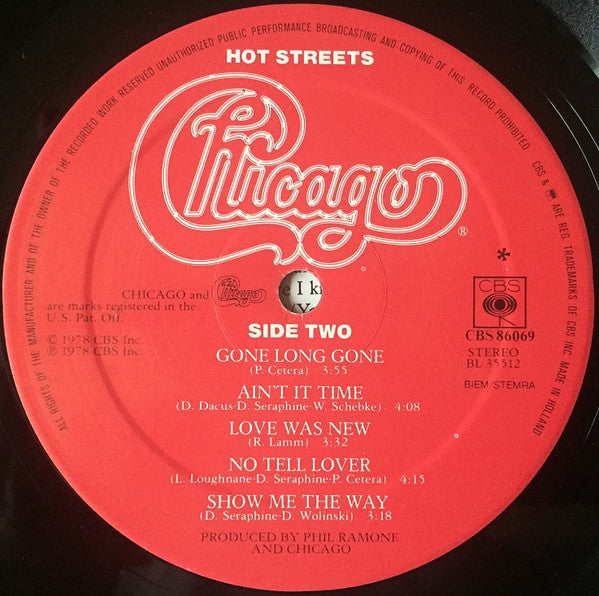 ALL RIGHTS OF THE MANUFACTURER AND OF THE OWNER OF THE RECORDED WORK RESERVED UNAUTHORIZED PUBLIC PERFORMANCE BROADCASTING AND COPYING OF THIS RECORD PROHIBITED CBS & ARE REG. TRADEMARKS OF CBS INC. MADE IN HOLLAND
HOT STREETS
Chicago®
*
CHICAGO and Chicago
are marks registered in the
U.S. Pat. Off.
© 1978 CBS Inc.
℗ 1978 CBS Inc.
e I k
CBS
CBS 86069
STEREO
BL 35512
BIEM/STEMRA
SIDE TWO
GONE LONG GONE
(P. Cetera) 3:55
AIN'T IT TIME
(D. Dacus-D. Seraphine-W. Schebke) 4:08
LOVE WAS NEW
(R. Lamm) 3:32
NO TELL LOVER
(L. Loughnane-D. Seraphine-P. Cetera) 4:15
SHOW ME THE WAY
(D. Seraphine-D. Wolinski) 3:18
PRODUCED BY PHIL RAMONE
AND CHICAGO